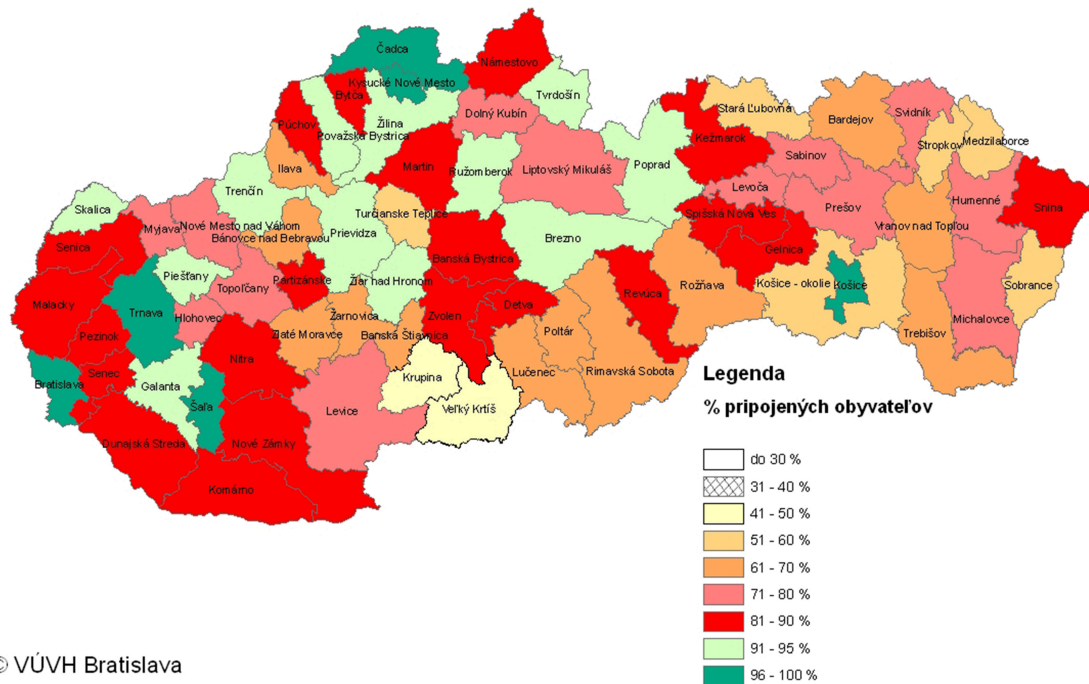 Čadca
Námestovo
Kysucké Nové Mesto
Bytča
Tvrdošín
Stará Ľubovňa
Bardejov
Svidník
Dolný Kubín
Púchov
Žilina
Považská Bystrica
Kežmarok
Stropkov
Medzilaborce
Ilava
Martin
Ružomberok
Liptovský Mikuláš
Poprad
Sabinov
Levoča
Trenčín
Prešov
Humenné
Snina
Skalica
Turčianske Teplice
Spišská Nová Ves
Myjava
Nové Mesto nad Váhom
Vranov nad Topľou
Bánovce nad Bebravou
Prievidza
Brezno
Senica
Gelnica
Banská Bystrica
Piešťany
Partizánske
Žiar nad Hronom
Košice - okolie
Košice
Sobrance
Topoľčany
Revúca
Rožňava
Malacky
Detva
Trnava
Hlohovec
Žarnovica
Zvolen
Michalovce
Pezinok
Zlaté Moravce
Banská Štiavnica
Poltár
Trebišov
Nitra
Lučenec
Rimavská Sobota
Senec
Bratislava
Galanta
Krupina
Šaľa
Levice
Veľký Krtíš
Dunajská Streda
Nové Zámky
Komárno
Legenda
% pripojených obyvateľov
do 30 %
31 - 40 %
41 - 50 %
51 - 60 %
61 - 70 %
71 - 80 %
81 - 90 %
91 - 95 %
96 - 100 %
© VÚVH Bratislava